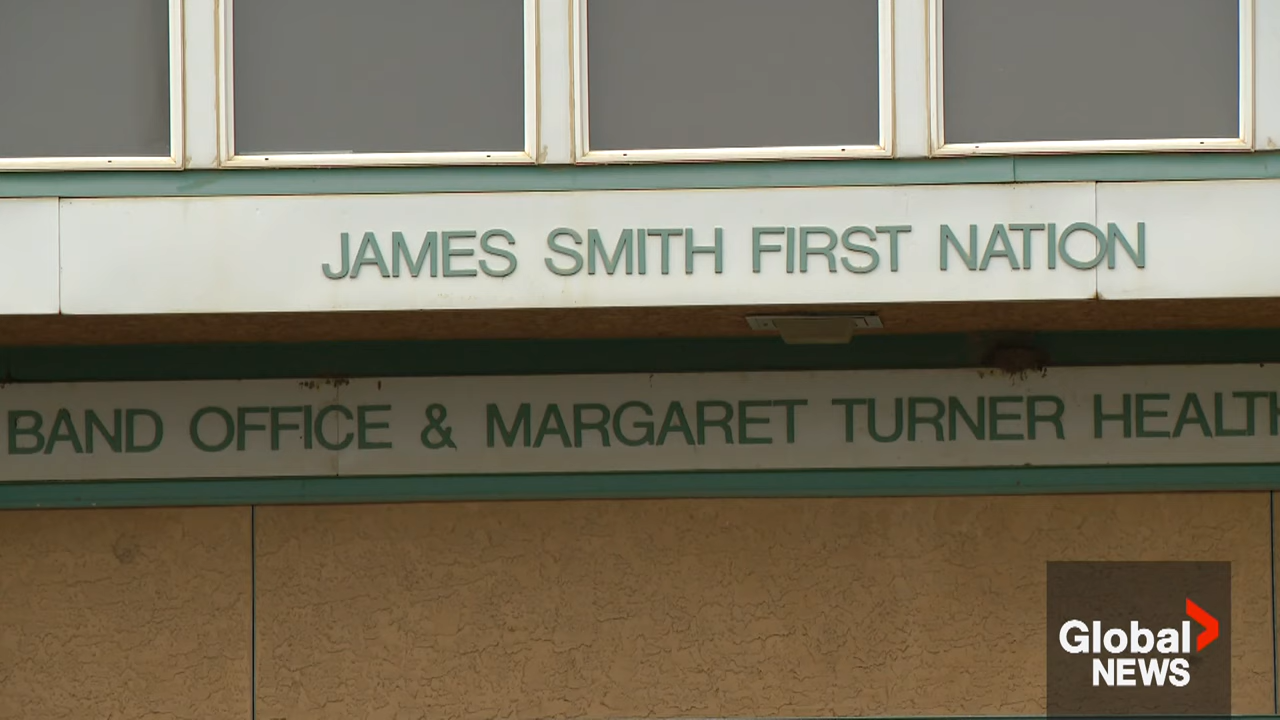 JAMES SMITH FIRST NATION
BAND OFFICE & MARGARET TURNER HEALTH
Global
NEWS